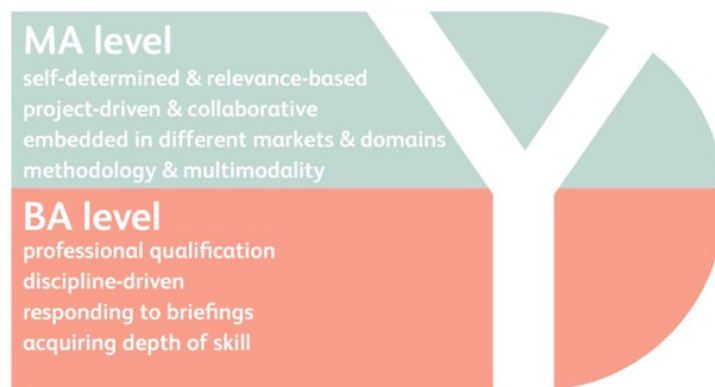 MA level
self-determined & relevance-based
project-driven & collaborative
embedded in different markets & domains
methodology & multimodality
BA level
professional qualification
discipline-driven
responding to briefings
acquiring depth of skill